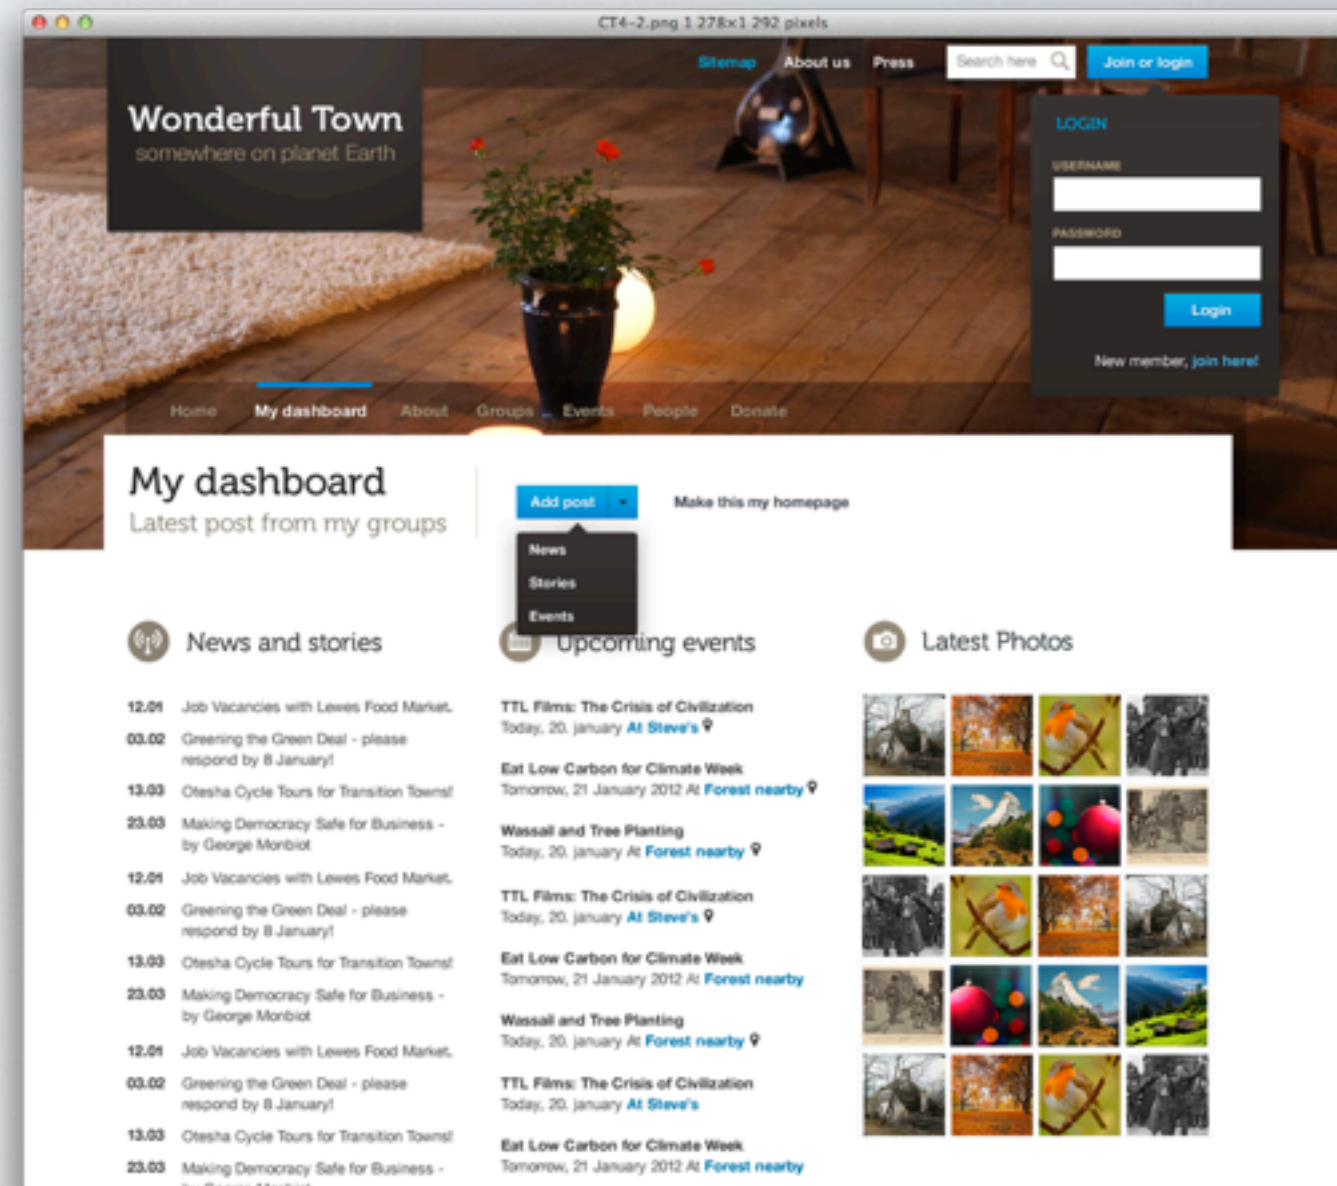 CT4-2.png 1 278×1 292 pixels
Sitemap About us Press Search here Join or login
Wonderful Town
somewhere on planet Earth
LOGIN
USERNAME
PASSWORD
Login
New member, join here!
Home My dashboard About Groups Events People Donate
My dashboard
Latest post from my groups
Add post
Make this my homepage
News
Stories
Events
News and stories
12.01 Job Vacancies with Lewes Food Market.
03.02 Greening the Green Deal - please
respond by 8 January!
13.03 Otesha Cycle Tours for Transition Towns!
23.03 Making Democracy Safe for Business -
by George Monbiot
12.01 Job Vacancies with Lewes Food Market.
03.02 Greening the Green Deal - please
respond by 8 January!
13.03 Otesha Cycle Tours for Transition Towns!
23.03 Making Democracy Safe for Business -
by George Monbiot
12.01 Job Vacancies with Lewes Food Market.
03.02 Greening the Green Deal - please
respond by 8 January!
13.03 Otesha Cycle Tours for Transition Towns!
23.03 Making Democracy Safe for Business -
Upcoming events
TTL Films: The Crisis of Civilization
Today, 20. january At Steve's
Eat Low Carbon for Climate Week
Tomorrow, 21 January 2012 At Forest nearby
Wassail and Tree Planting
Today, 20. january At Forest nearby
TTL Films: The Crisis of Civilization
Today, 20. january At Steve's
Eat Low Carbon for Climate Week
Tomorrow, 21 January 2012 At Forest nearby
Wassail and Tree Planting
Today, 20. january At Forest nearby
TTL Films: The Crisis of Civilization
Today, 20. january At Steve's
Eat Low Carbon for Climate Week
Tomorrow, 21 January 2012 At Forest nearby
Latest Photos